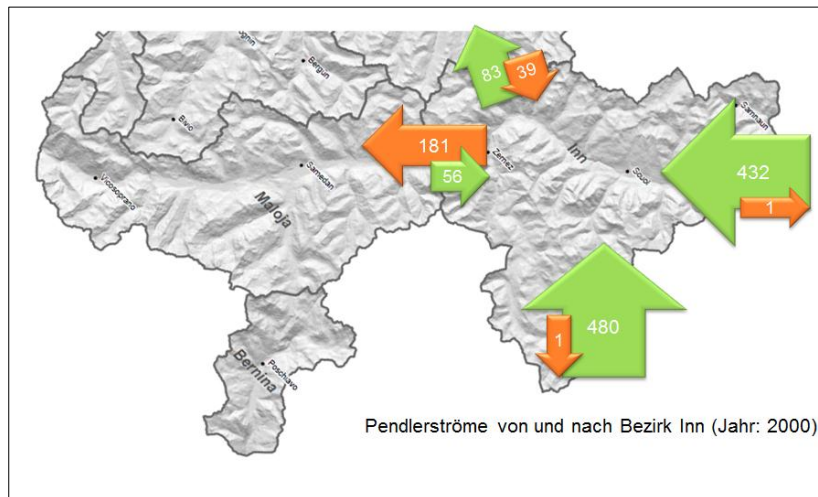 Bergün
83
39
Bivio
Samnaun
181
Inn
Zernez
Samedan
56
Scuol
432
Vicosoprano
Maloja
1
480
1
Bernina
Poschiavo
Pendlerströme von und nach Bezirk Inn (Jahr: 2000)